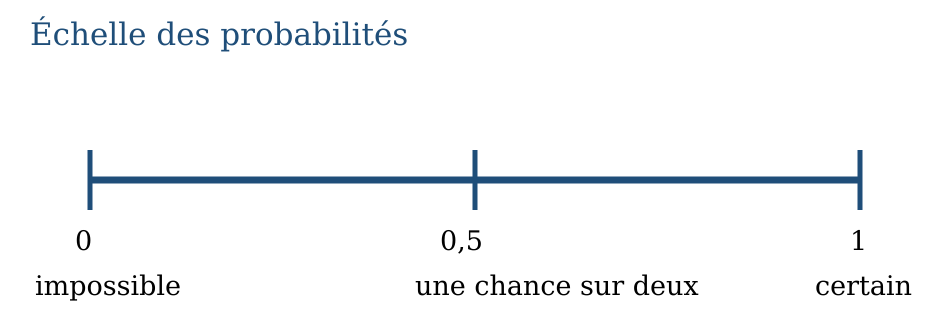 Échelle des probabilités
0 0,5 1
impossible une chance sur deux certain